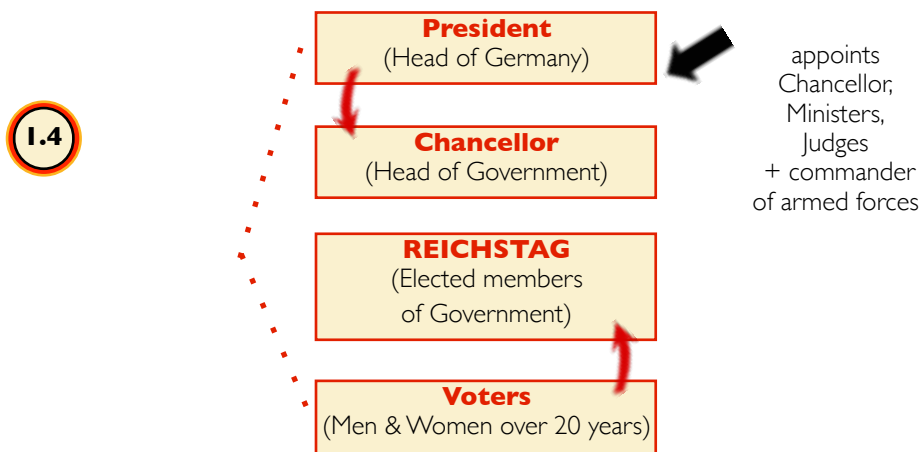 1.4
President
(Head of Germany)
appoints
Chancellor,
Ministers,
Judges
+ commander
of armed forces
Chancellor
(Head of Government)
REICHSTAG
(Elected members
of Government)
Voters
(Men & Women over 20 years)